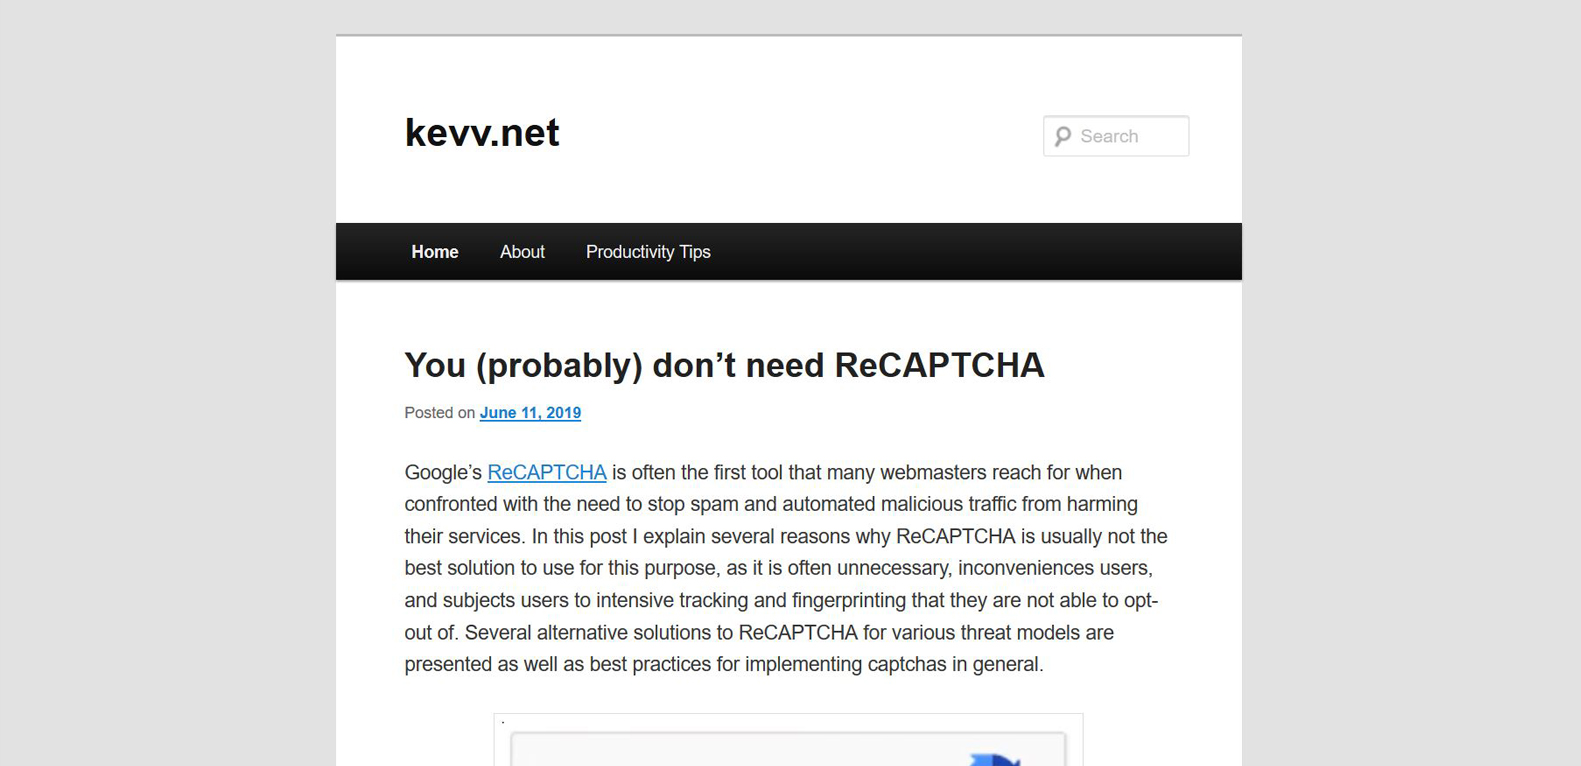 kevv.net
Search
Home About Productivity Tips
You (probably) don’t need ReCAPTCHA
Posted on June 11, 2019
Google’s ReCAPTCHA is often the first tool that many webmasters reach for when
confronted with the need to stop spam and automated malicious traffic from harming
their services. In this post I explain several reasons why ReCAPTCHA is usually not the
best solution to use for this purpose, as it is often unnecessary, inconveniences users,
and subjects users to intensive tracking and fingerprinting that they are not able to opt-
out of. Several alternative solutions to ReCAPTCHA for various threat models are
presented as well as best practices for implementing captchas in general.